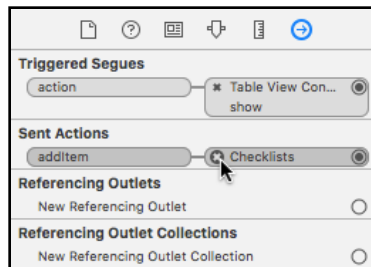 Triggered Segues
action
Table View Con...
show
Sent Actions
addItem
Checklists
Referencing Outlets
New Referencing Outlet
Referencing Outlet Collections
New Referencing Outlet Collection